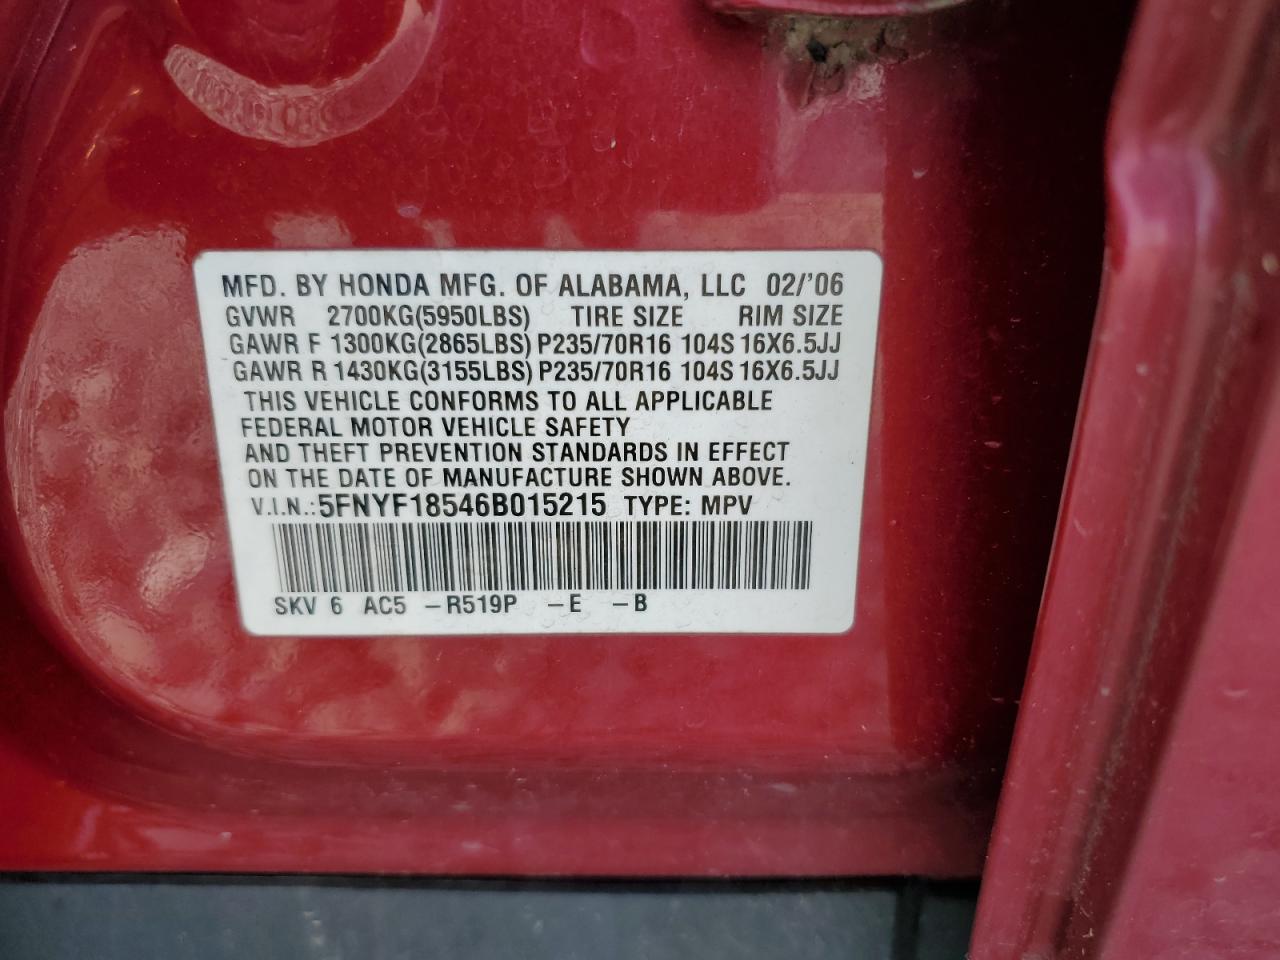 MFD. BY HONDA MFG. OF ALABAMA, LLC 02/'06
GVWR 2700KG(5950LBS) TIRE SIZE RIM SIZE
GAWR F 1300KG(2865LBS) P235/70R16 104S 16X6.5JJ
GAWR R 1430KG(3155LBS) P235/70R16 104S 16X6.5JJ
THIS VEHICLE CONFORMS TO ALL APPLICABLE
FEDERAL MOTOR VEHICLE SAFETY
AND THEFT PREVENTION STANDARDS IN EFFECT
ON THE DATE OF MANUFACTURE SHOWN ABOVE.
V.I.N.:5FNYF18546B015215 TYPE: MPV
SKV 6 AC5 –R519P –E –B